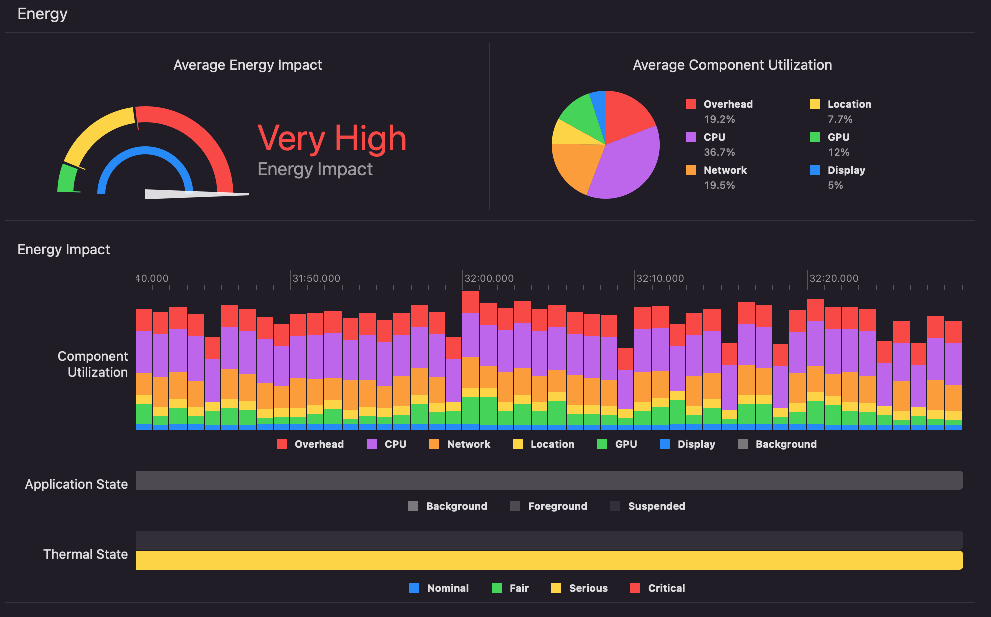 Energy
Average Energy Impact
Very High
Energy Impact
Average Component Utilization
Overhead
19.2%
Location
7.7%
CPU
36.7%
GPU
12%
Network
19.5%
Display
5%
Energy Impact
40.000 31:50.000 32:00.000 32:10.000 32:20.000
Component
Utilization
Overhead CPU Network Location GPU Display Background
Application State
Background Foreground Suspended
Thermal State
Nominal Fair Serious Critical